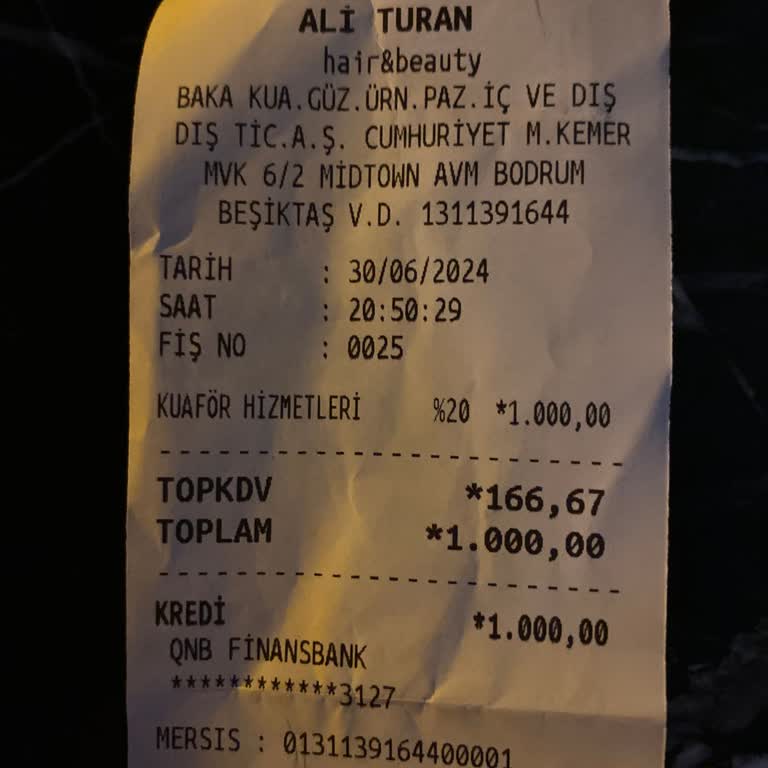 ALİ TURAN
hair&beauty
BAKA KUA.GÜZ.ÜRN.PAZ.İÇ VE DIŞ
DIŞ TİC.A.Ş. CUMHURİYET M.KEMER
MVK 6/2 MİDTOWN AVM BODRUM
BEŞİKTAŞ V.D. 1311391644
TARİH : 30/06/2024
SAAT : 20:50:29
FİŞ NO : 0025
KUAFÖR HİZMETLERİ %20 *1.000,00
TOPKDV *166,67
TOPLAM *1.000,00
KREDİ *1.000,00
QNB FİNANSBANK
************3127
MERSIS : 0131139164400001